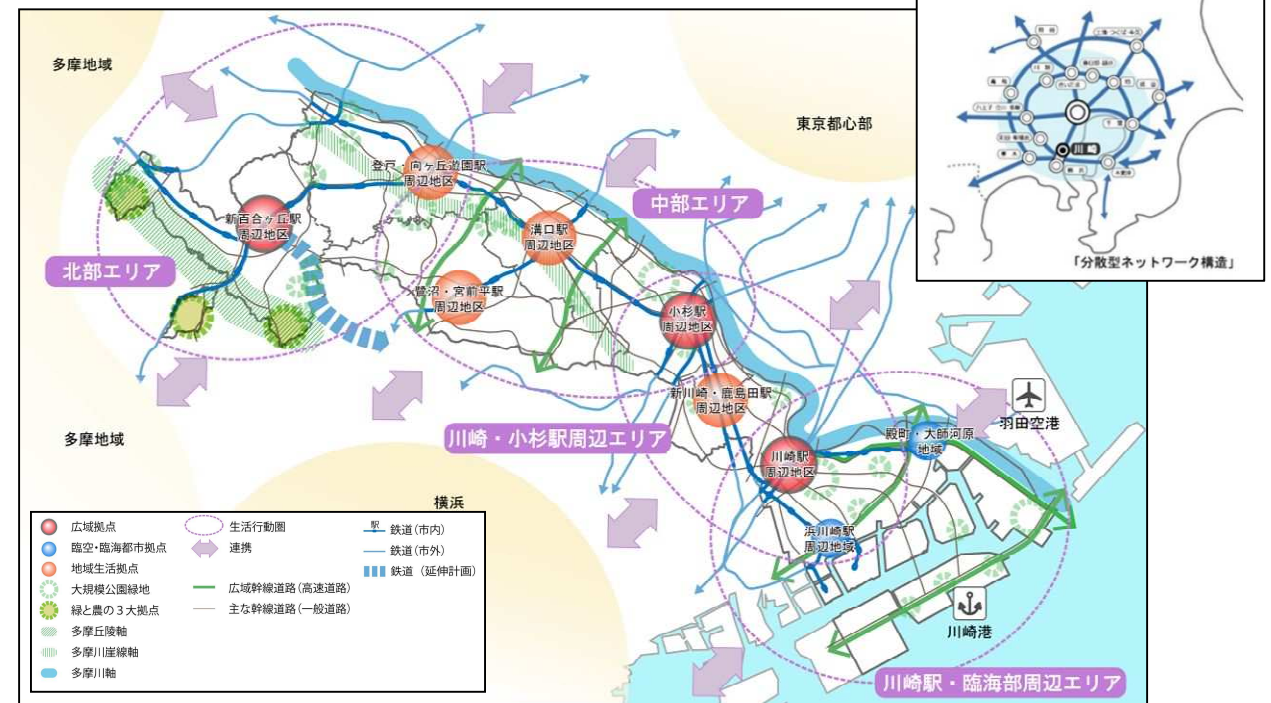 多摩地域
東京都心部
登戸・向ヶ丘遊園駅
周辺地区
中部エリア
新百合ヶ丘駅
周辺地区
溝口駅
周辺地区
北部エリア
鷺沼・宮前平駅
周辺地区
小杉駅
周辺地区
新川崎・鹿島田駅
周辺地区
羽田空港
多摩地域
川崎・小杉駅周辺エリア
殿町・大師河原
地域
川崎駅
周辺地区
横浜
浜川崎駅
周辺地域
川崎港
川崎駅・臨海部周辺エリア
広域拠点
臨空・臨海都市拠点
地域生活拠点
大規模公園緑地
緑と農の3大拠点
多摩丘陵軸
多摩川崖線軸
多摩川軸
生活行動圏
連携
広域幹線道路(高速道路)
主な幹線道路(一般道路)
駅
鉄道(市内)
鉄道(市外)
鉄道(延伸計画)
川崎
千葉
木更津
「分散型ネットワーク構造」